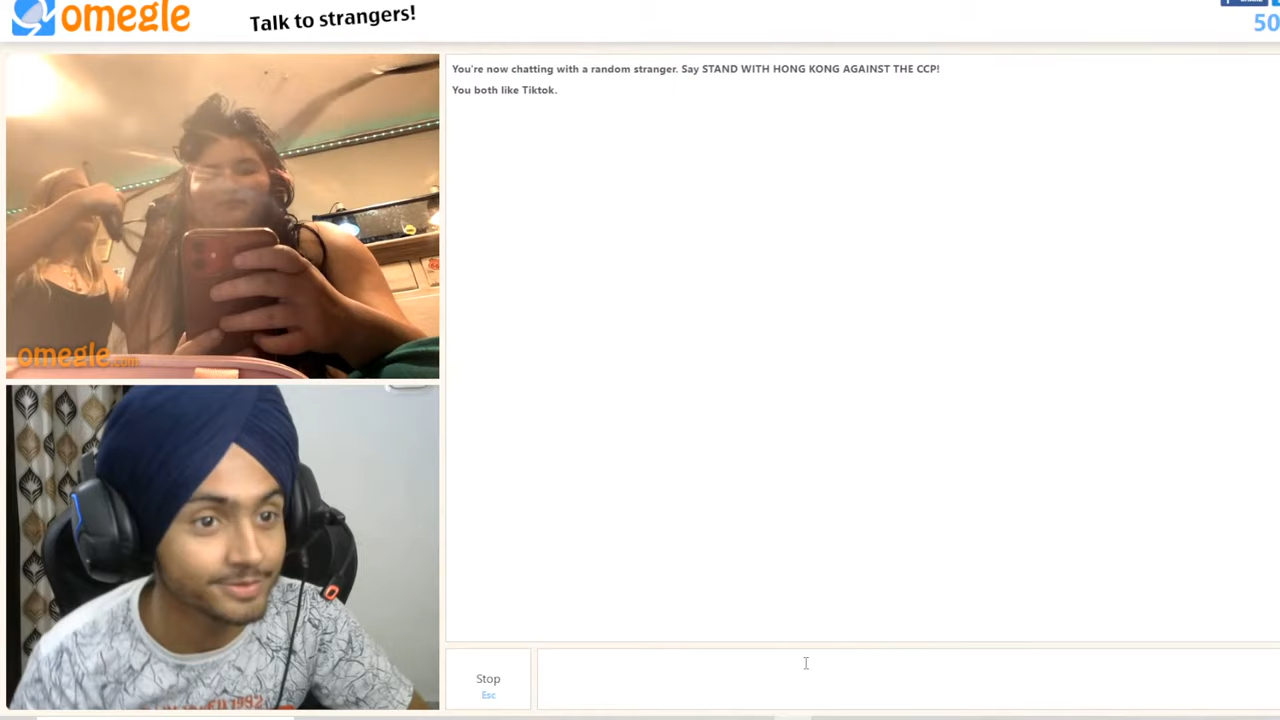 omegle
Talk to strangers!
50
You're now chatting with a random stranger. Say STAND WITH HONG KONG AGAINST THE CCP!
You both like Tiktok.
omegle.com
Stop
Esc